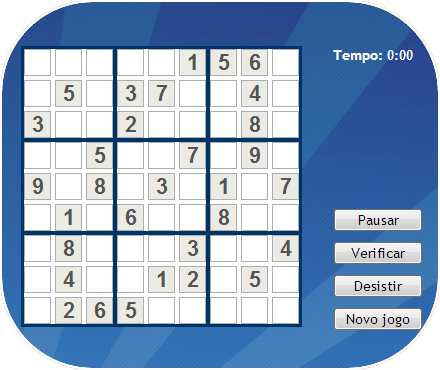 Tempo: 0:00
1 5 6
5 3 7 4
3 2 8
5 7 9
9 8 3 1 7
1 6 8
8 3 4
4 1 2 5
2 6 5
Pausar
Verificar
Desistir
Novo jogo